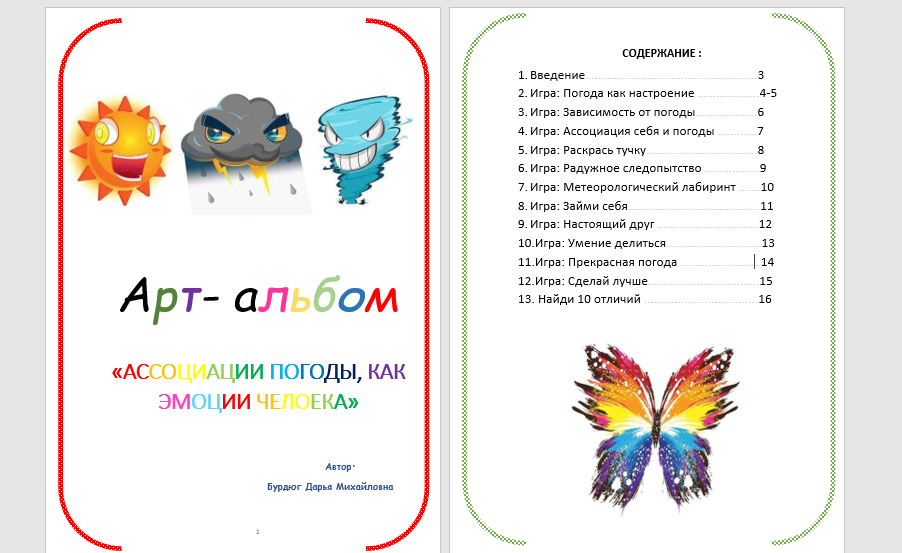 Арт- альбом
«АССОЦИАЦИИ ПОГОДЫ, КАК
ЭМОЦИИ ЧЕЛОЕКА»
Автор·
Бурдюг Дарья Михайловна
1
СОДЕРЖАНИЕ :
1. Введение 3
2. Игра: Погода как настроение 4-5
3. Игра: Зависимость от погоды 6
4. Игра: Ассоциация себя и погоды 7
5. Игра: Раскрась тучку 8
6. Игра: Радужное следопытство 9
7. Игра: Метеорологический лабиринт 10
8. Игра: Займи себя 11
9. Игра: Настоящий друг 12
10.Игра: Умение делиться 13
11.Игра: Прекрасная погода 14
12.Игра: Сделай лучше 15
13. Найди 10 отличий 16